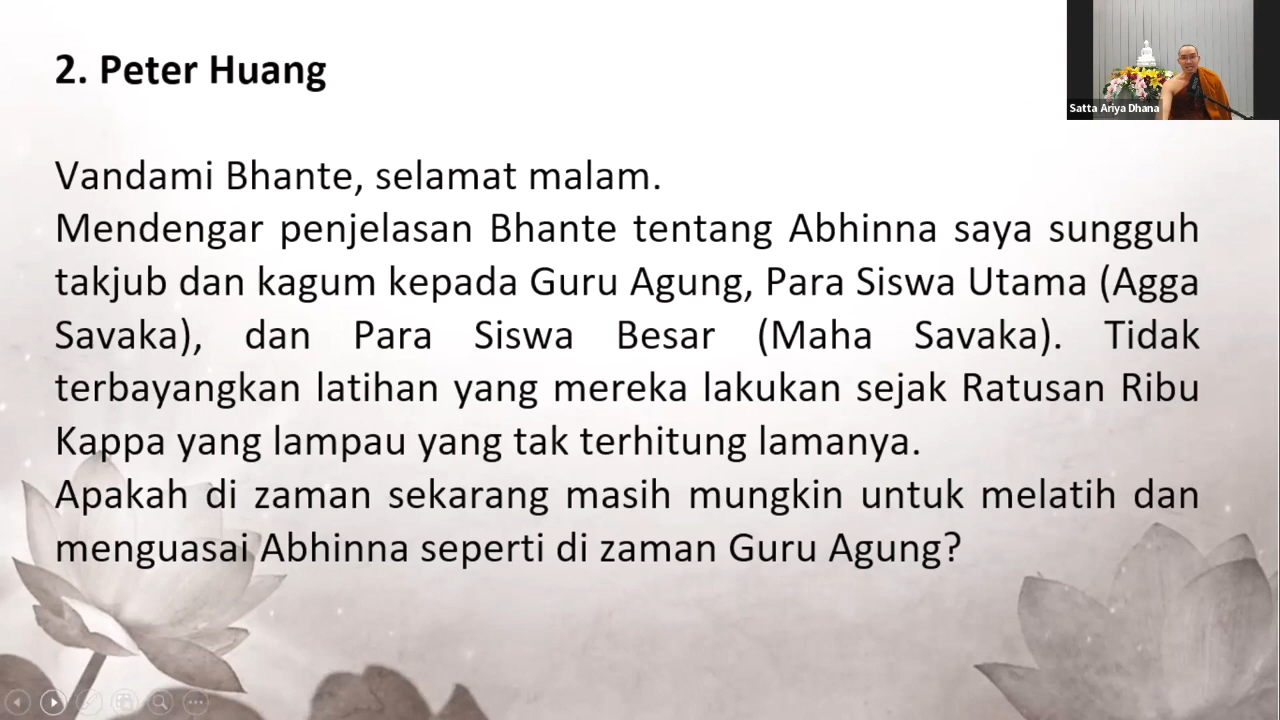 2. Peter Huang
Satta Ariya Dhana
Vandami Bhante, selamat malam.
Mendengar penjelasan Bhante tentang Abhinna saya sungguh
takjub dan kagum kepada Guru Agung, Para Siswa Utama (Agga
Savaka), dan Para Siswa Besar (Maha Savaka). Tidak
terbayangkan latihan yang mereka lakukan sejak Ratusan Ribu
Kappa yang lampau yang tak terhitung lamanya.
Apakah di zaman sekarang masih mungkin untuk melatih dan
menguasai Abhinna seperti di zaman Guru Agung?